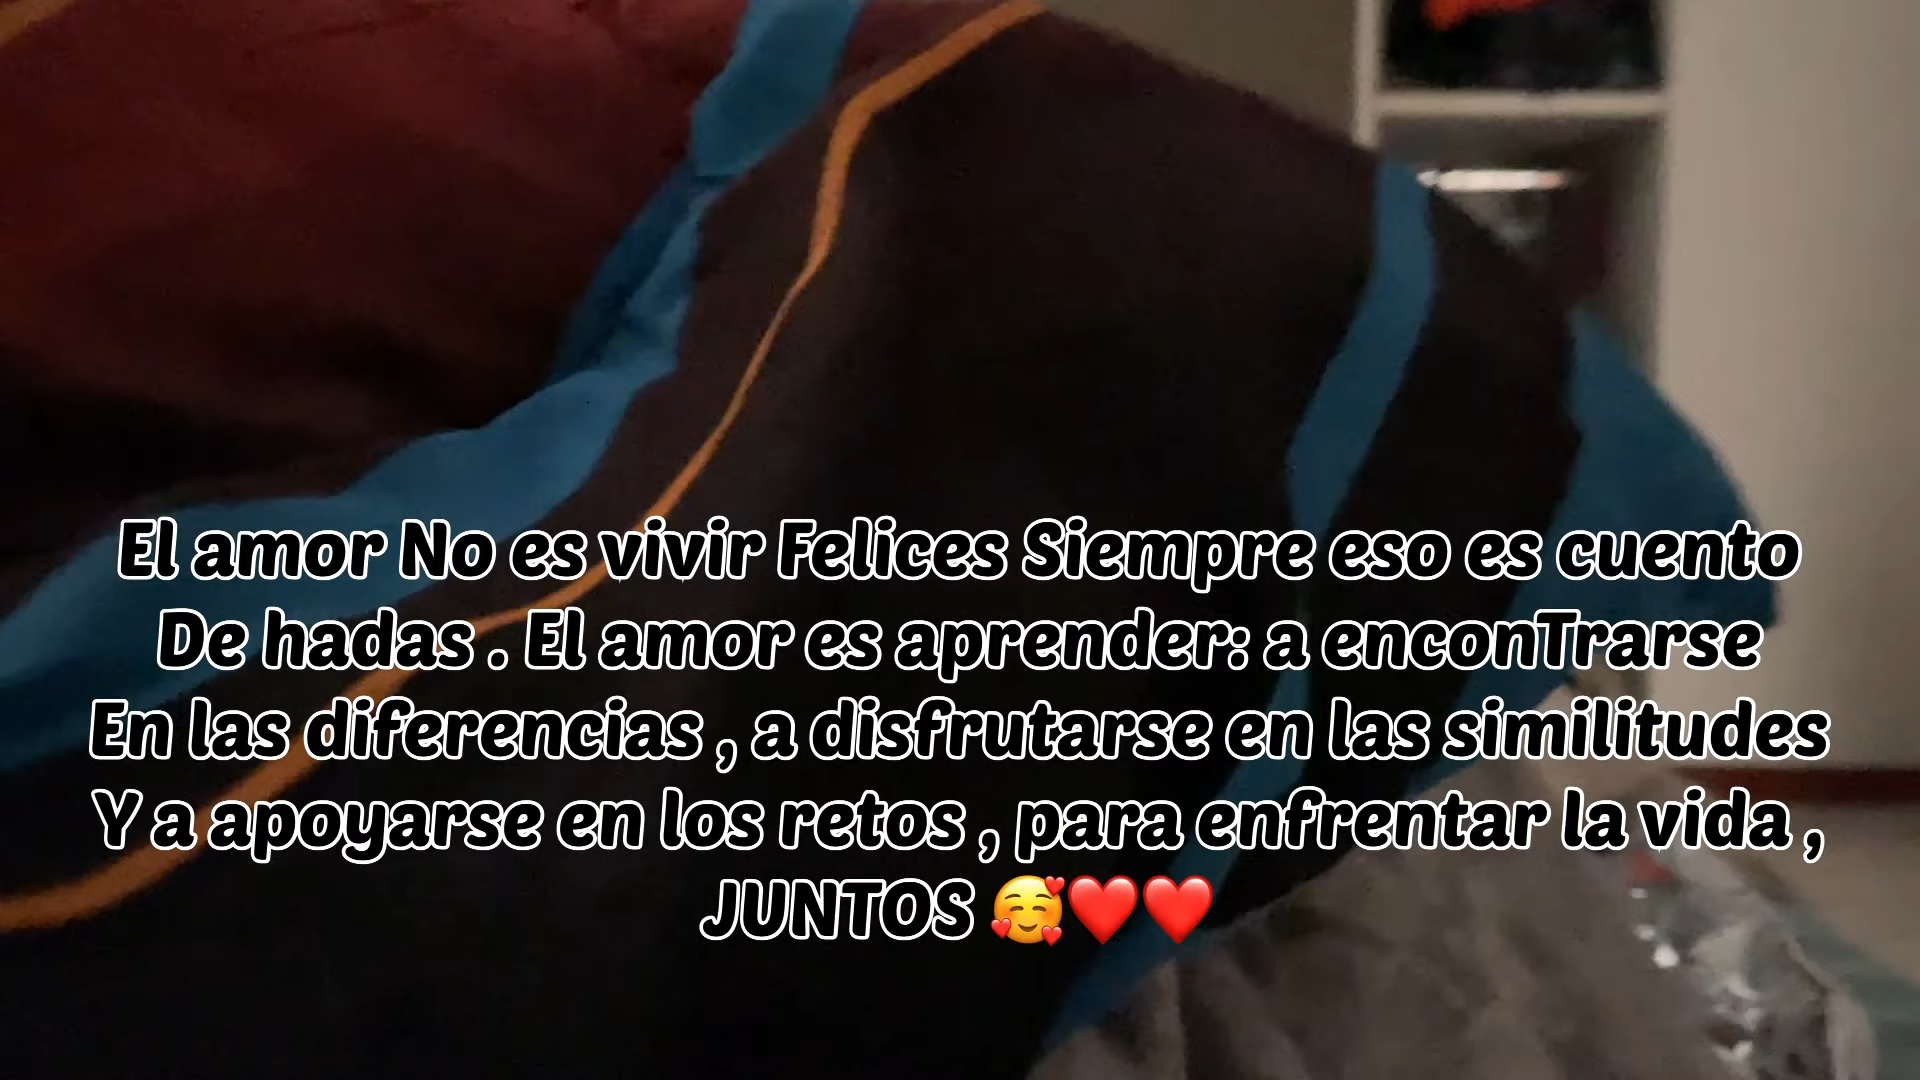 El amor No es vivir Felices Siempre eso es cuento
De hadas . El amor es aprender: a enconTrarse
En las diferencias , a disfrutarse en las similitudes
Y a apoyarse en los retos , para enfrentar la vida ,
JUNTOS 🥰❤️❤️